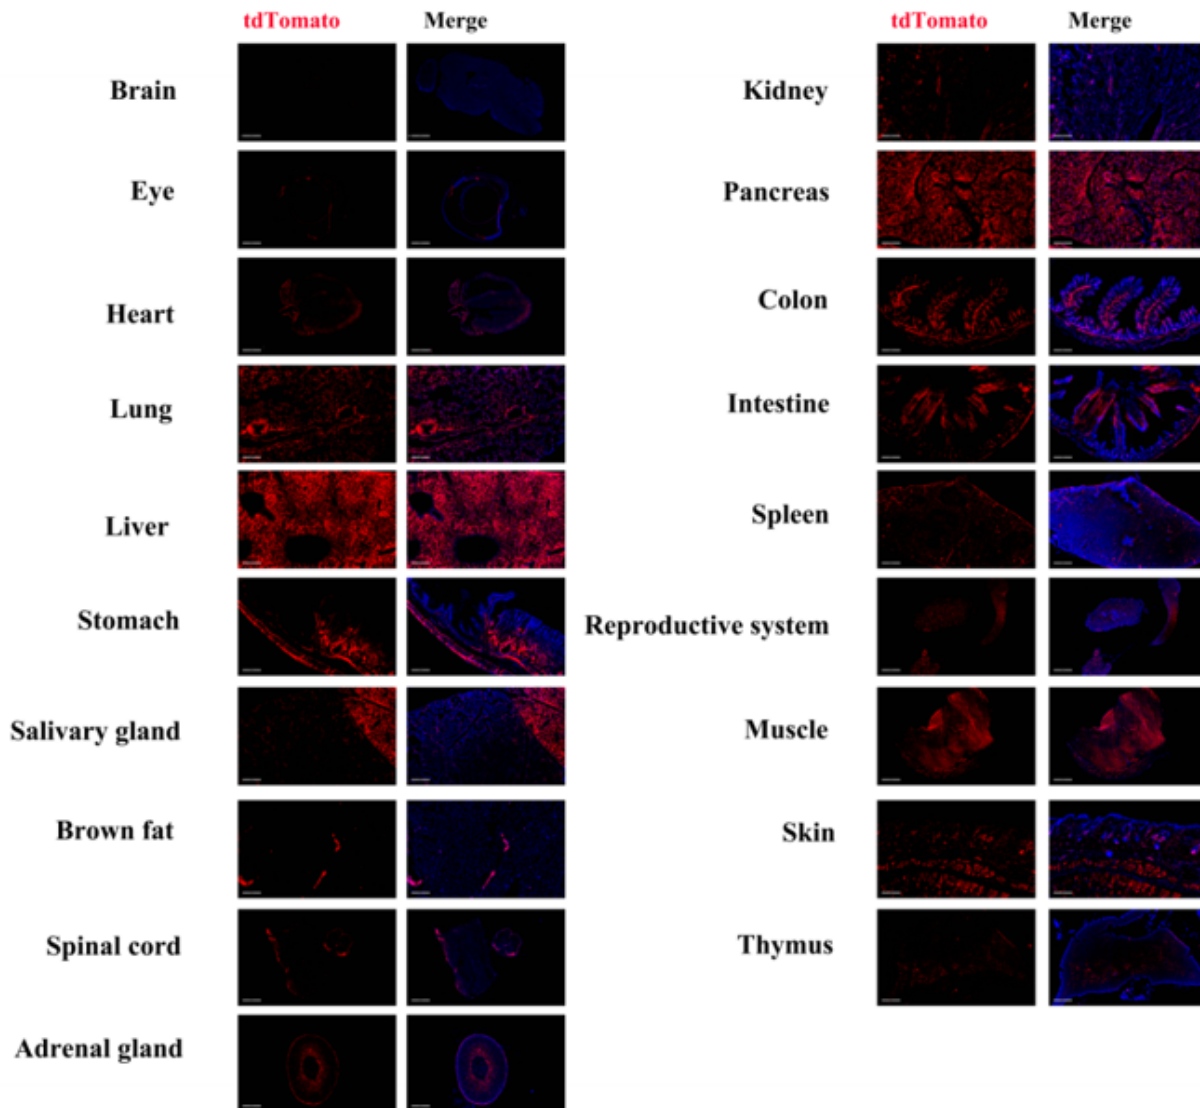 tdTomato Merge
Brain
Eye
Heart
Lung
Liver
Stomach
Salivary gland
Brown fat
Spinal cord
Adrenal gland
tdTomato Merge
Kidney
Pancreas
Colon
Intestine
Spleen
Reproductive system
Muscle
Skin
Thymus